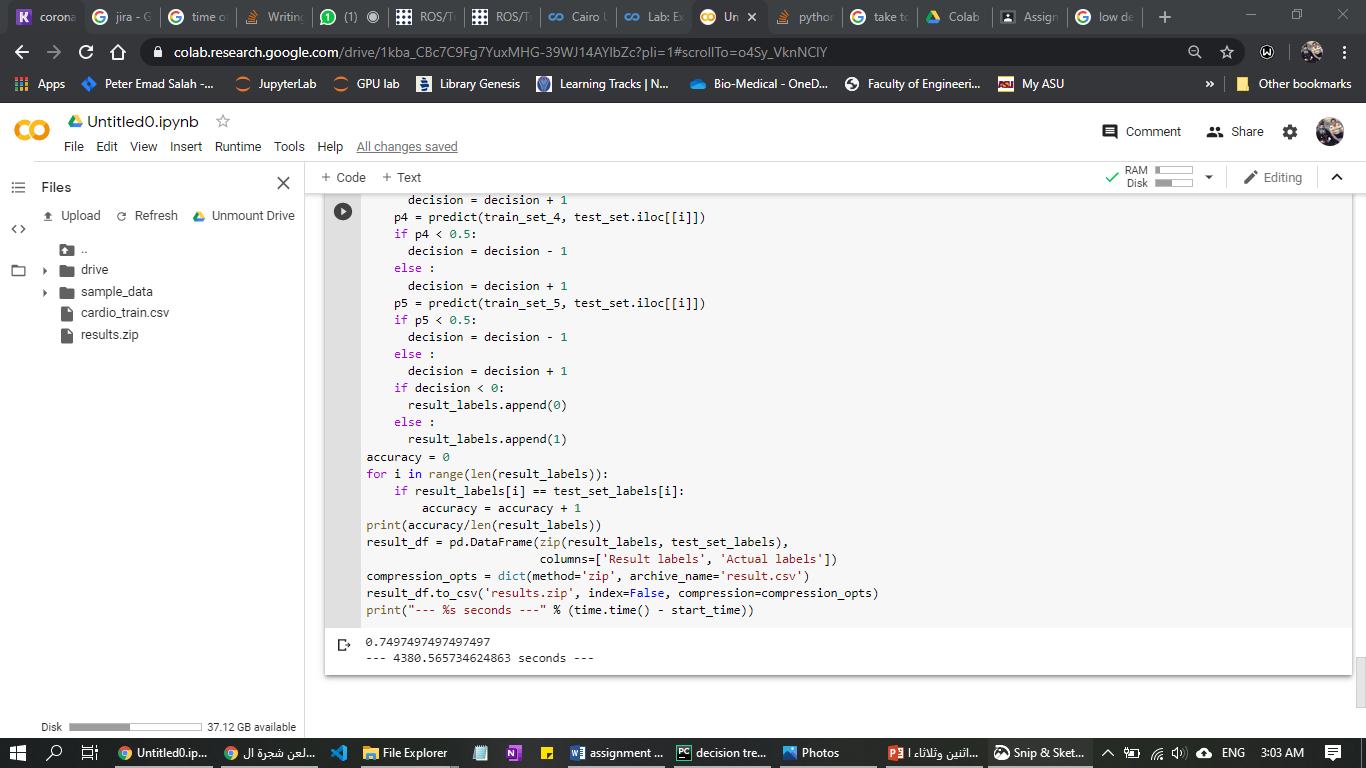 corona
jira - G
time o
Writing
(1)
ROS/Tu
ROS/Tu
Cairo U
Lab: Ex
Un
python
take to
Colab
Assign
low de
colab.research.google.com/drive/1kba_CBc7C9Fg7YuxMHG-39WJ14AYlbZc?pli=1#scrollTo=o4Sy_VknNClY
Apps
Peter Emad Salah -...
JupyterLab
GPU lab
Library Genesis
Learning Tracks | N...
Bio-Medical - OneD...
Faculty of Engineeri...
My ASU
»
Other bookmarks
Untitled0.ipynb
Comment
Share
File Edit View Insert Runtime Tools Help All changes saved
Files
+ Code + Text
RAM
Disk
Editing
Upload Refresh Unmount Drive
..
drive
sample_data
cardio_train.csv
results.zip
decision = decision + 1
p4 = predict(train_set_4, test_set.iloc[[i]])
if p4 < 0.5:
decision = decision - 1
else :
decision = decision + 1
p5 = predict(train_set_5, test_set.iloc[[i]])
if p5 < 0.5:
decision = decision - 1
else :
decision = decision + 1
if decision < 0:
result_labels.append(0)
else :
result_labels.append(1)
accuracy = 0
for i in range(len(result_labels)):
if result_labels[i] == test_set_labels[i]:
accuracy = accuracy + 1
print(accuracy/len(result_labels))
result_df = pd.DataFrame(zip(result_labels, test_set_labels),
columns=['Result labels', 'Actual labels'])
compression_opts = dict(method='zip', archive_name='result.csv')
result_df.to_csv('results.zip', index=False, compression=compression_opts)
print("--- %s seconds ---" % (time.time() - start_time))
0.7497497497497497
--- 4380.565734624863 seconds ---
Disk 37.12 GB available
Untitled0.ip...
لعن شجرة ال...
File Explorer
assignment ...
decision tre...
Photos
اثنين وثلاثاء ا...
Snip & Sket...
ENG
3:03 AM